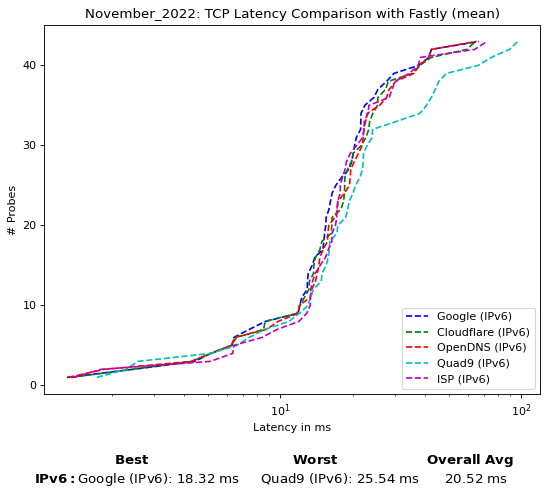 November_2022: TCP Latency Comparison with Fastly (mean)
# Probes
40
30
20
10
0
Google (IPv6)
Cloudflare (IPv6)
OpenDNS (IPv6)
Quad9 (IPv6)
ISP (IPv6)
10¹
10²
Latency in ms
Best Worst Overall Avg
IPv6: Google (IPv6): 18.32 ms Quad9 (IPv6): 25.54 ms 20.52 ms